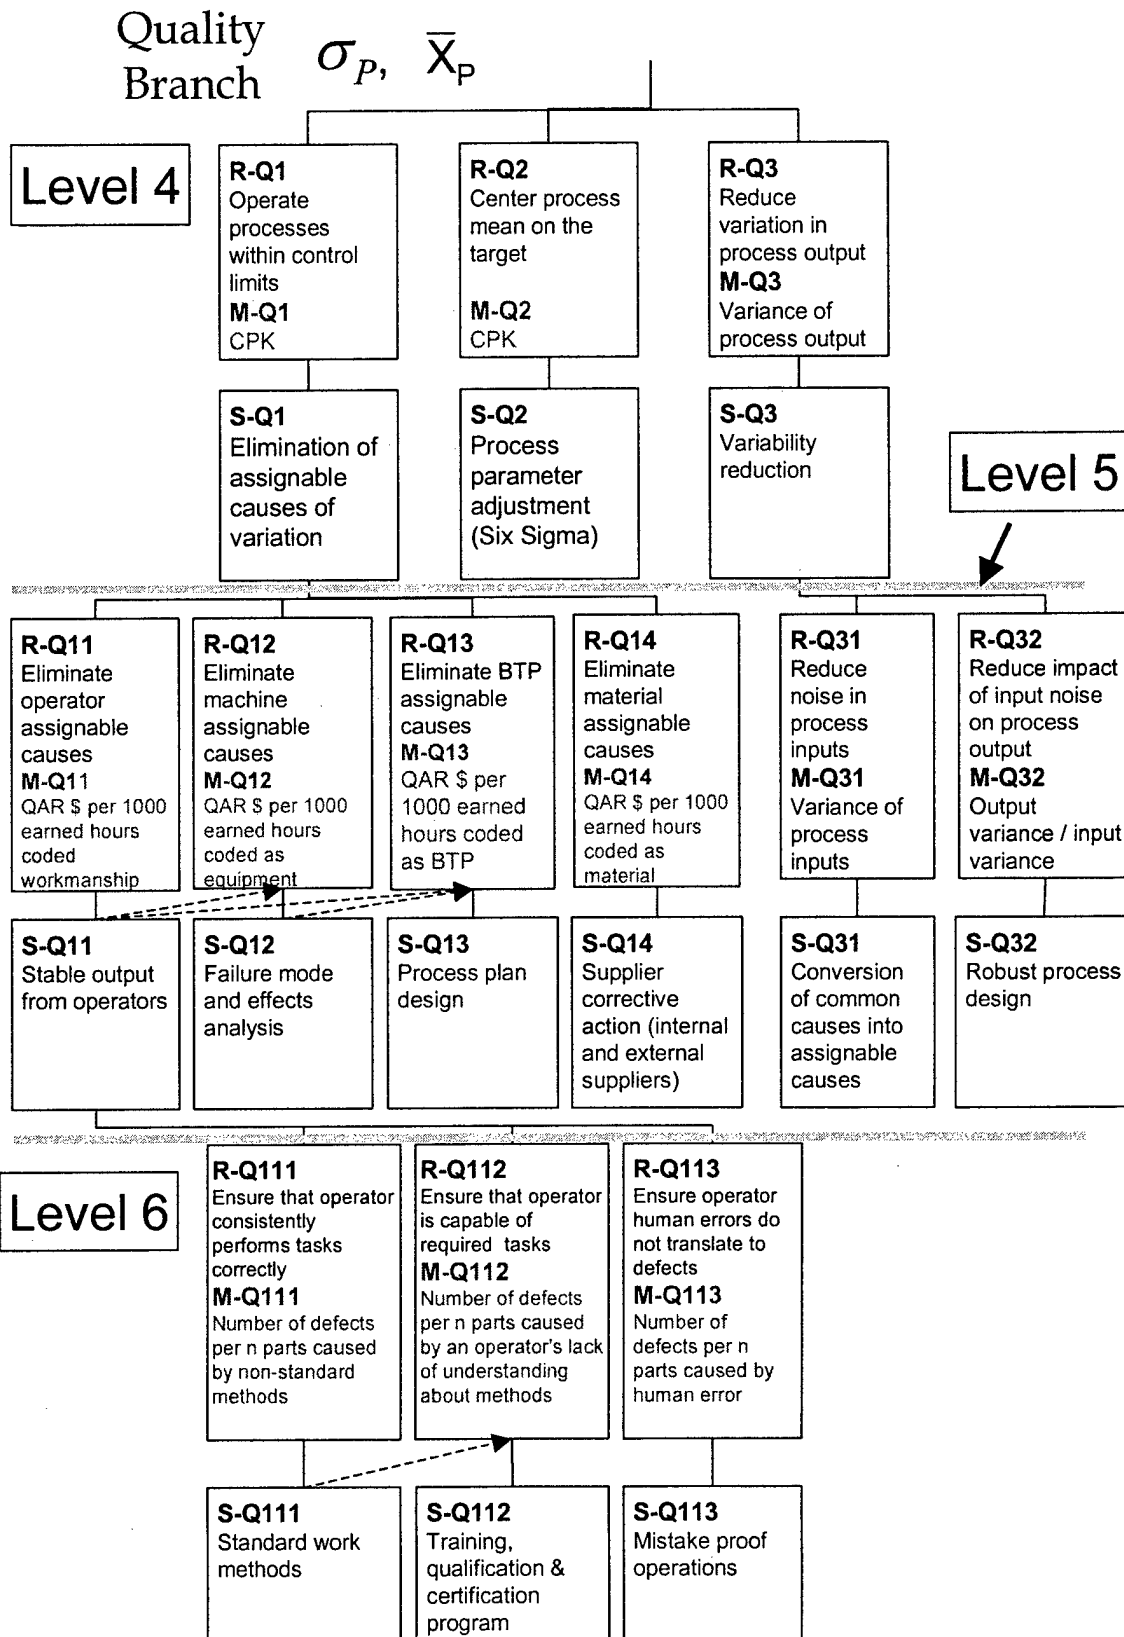 Quality
Branch
σP, X̄P
Level 4
R-Q1
Operate
processes
within control
limits
M-Q1
CPK
R-Q2
Center process
mean on the
target
M-Q2
CPK
R-Q3
Reduce
variation in
process output
M-Q3
Variance of
process output
S-Q1
Elimination of
assignable
causes of
variation
S-Q2
Process
parameter
adjustment
(Six Sigma)
S-Q3
Variability
reduction
Level 5
R-Q11
Eliminate
operator
assignable
causes
M-Q11
QAR $ per 1000
earned hours
coded
workmanship
R-Q12
Eliminate
machine
assignable
causes
M-Q12
QAR $ per 1000
earned hours
coded as
equipment
R-Q13
Eliminate BTP
assignable
causes
M-Q13
QAR $ per
1000 earned
hours coded
as BTP
R-Q14
Eliminate
material
assignable
causes
M-Q14
QAR $ per 1000
earned hours
coded as
material
R-Q31
Reduce
noise in
process
inputs
M-Q31
Variance of
process
inputs
R-Q32
Reduce impact
of input noise
on process
output
M-Q32
Output
variance / input
variance
S-Q11
Stable output
from operators
S-Q12
Failure mode
and effects
analysis
S-Q13
Process plan
design
S-Q14
Supplier
corrective
action (internal
and external
suppliers)
S-Q31
Conversion
of common
causes into
assignable
causes
S-Q32
Robust process
design
Level 6
R-Q111
Ensure that operator
consistently
performs tasks
correctly
M-Q111
Number of defects
per n parts caused
by non-standard
methods
R-Q112
Ensure that operator
is capable of
required tasks
M-Q112
Number of defects
per n parts caused
by an operator's lack
of understanding
about methods
R-Q113
Ensure operator
human errors do
not translate to
defects
M-Q113
Number of
defects per n
parts caused by
human error
S-Q111
Standard work
methods
S-Q112
Training,
qualification &
certification
program
S-Q113
Mistake proof
operations